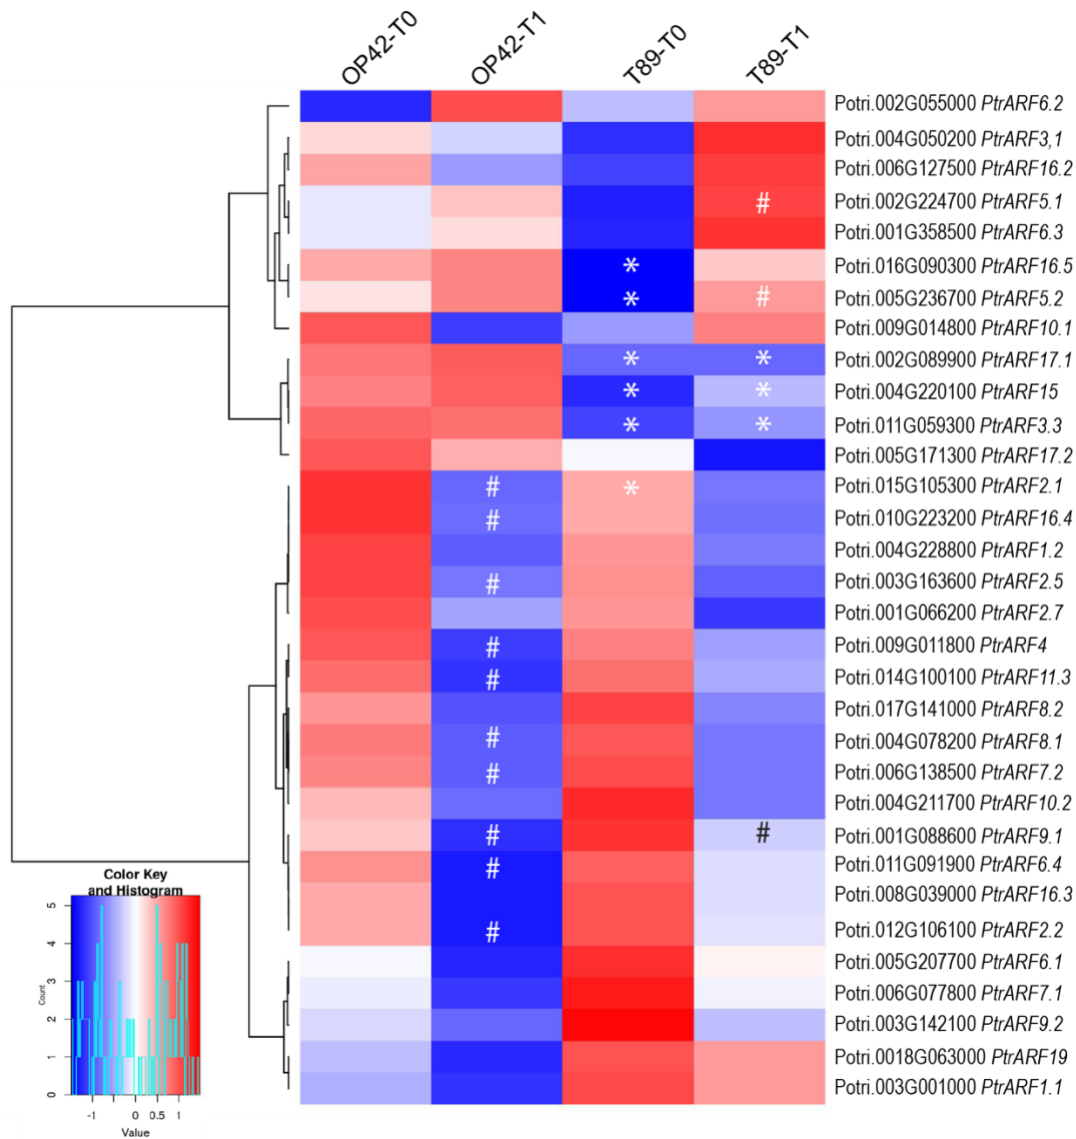 OP42-T0 OP42-T1 T89-T0 T89-T1
Potri.002G055000 PtrARF6.2
Potri.004G050200 PtrARF3,1
Potri.006G127500 PtrARF16.2
# Potri.002G224700 PtrARF5.1
Potri.001G358500 PtrARF6.3
* Potri.016G090300 PtrARF16.5
* # Potri.005G236700 PtrARF5.2
Potri.009G014800 PtrARF10.1
* * Potri.002G089900 PtrARF17.1
* * Potri.004G220100 PtrARF15
* * Potri.011G059300 PtrARF3.3
Potri.005G171300 PtrARF17.2
# * Potri.015G105300 PtrARF2.1
# Potri.010G223200 PtrARF16.4
Potri.004G228800 PtrARF1.2
# Potri.003G163600 PtrARF2.5
Potri.001G066200 PtrARF2.7
# Potri.009G011800 PtrARF4
# Potri.014G100100 PtrARF11.3
Potri.017G141000 PtrARF8.2
# Potri.004G078200 PtrARF8.1
# Potri.006G138500 PtrARF7.2
Potri.004G211700 PtrARF10.2
# # Potri.001G088600 PtrARF9.1
# Potri.011G091900 PtrARF6.4
Potri.008G039000 PtrARF16.3
# Potri.012G106100 PtrARF2.2
Potri.005G207700 PtrARF6.1
Potri.006G077800 PtrARF7.1
Potri.003G142100 PtrARF9.2
Potri.0018G063000 PtrARF19
Potri.003G001000 PtrARF1.1
Color Key
and Histogram
Count
5
4
3
2
1
0
-1 0 0.5 1
Value